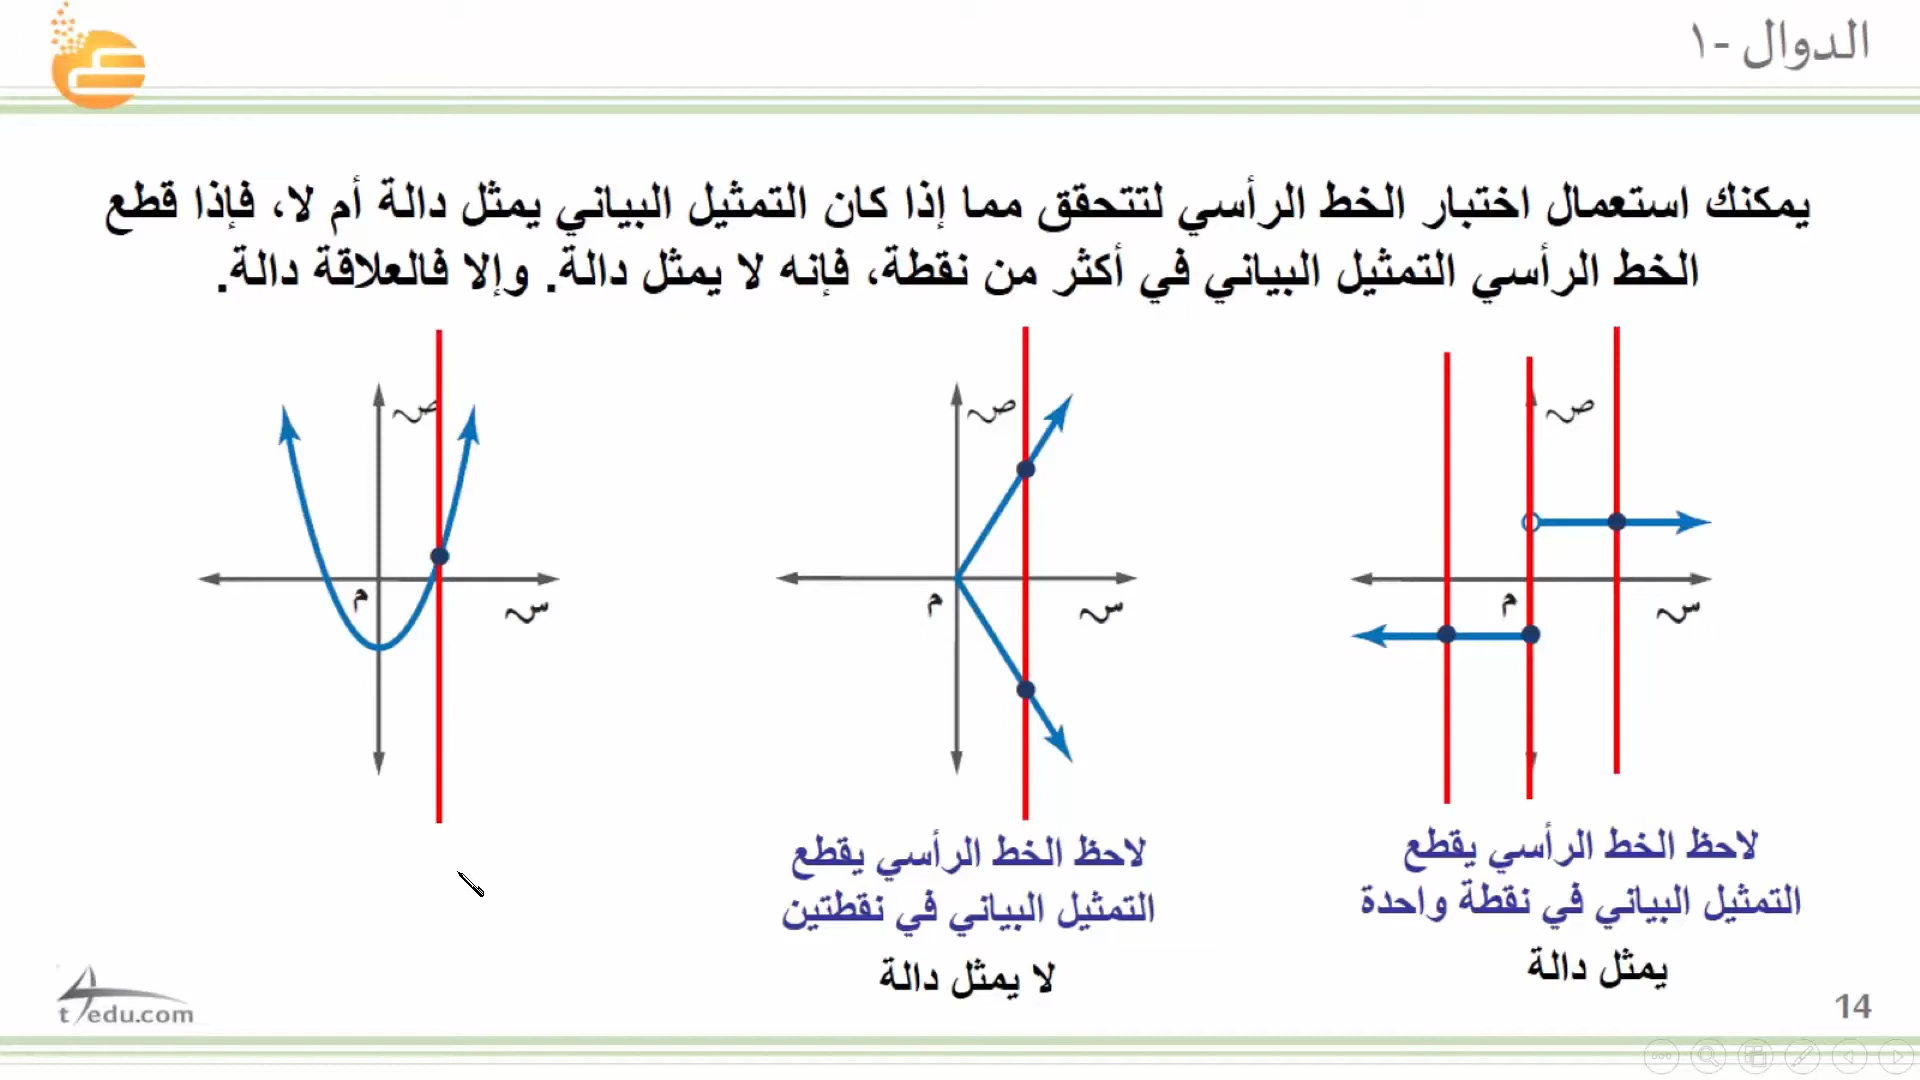 الدوال -١
يمكنك استعمال اختبار الخط الرأسي لتتحقق مما إذا كان التمثيل البياني يمثل دالة أم لا، فإذا قطع
الخط الرأسي التمثيل البياني في أكثر من نقطة، فإنه لا يمثل دالة. وإلا فالعلاقة دالة.
ص
س
م
ص
س
م
ص
س
م
لاحظ الخط الرأسي يقطع
التمثيل البياني في نقطة واحدة
يمثل دالة
لاحظ الخط الرأسي يقطع
التمثيل البياني في نقطتين
لا يمثل دالة
t4edu.com
14